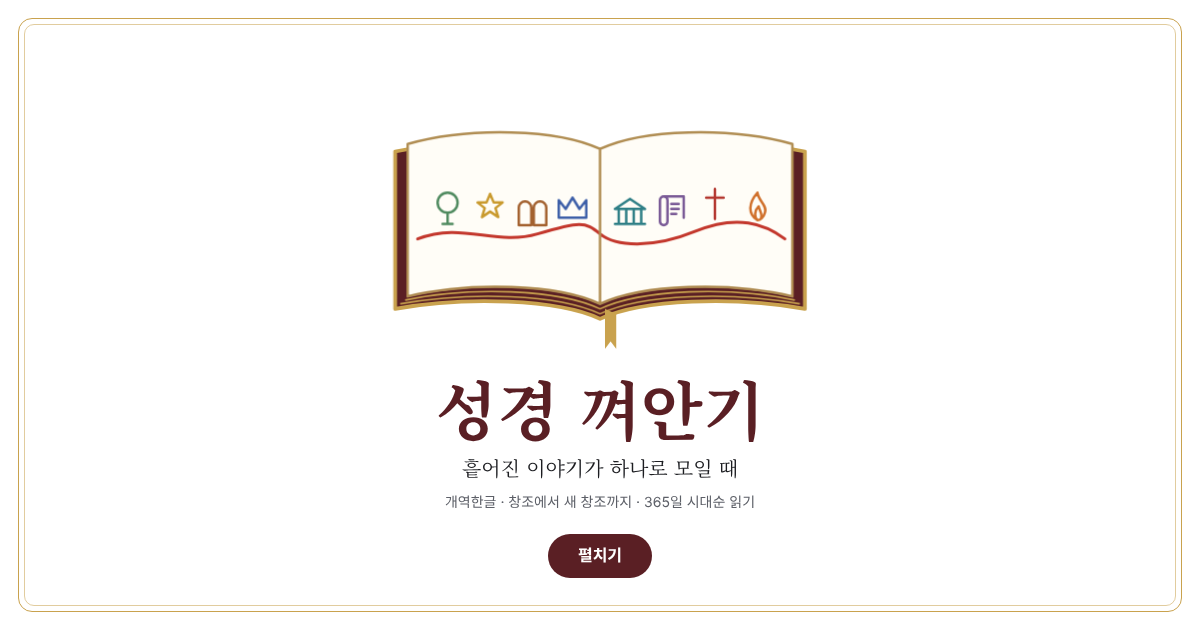 성경 껴안기
흩어진 이야기가 하나로 모일 때
개역한글 · 창조에서 새 창조까지 · 365일 시대순 읽기
펼치기